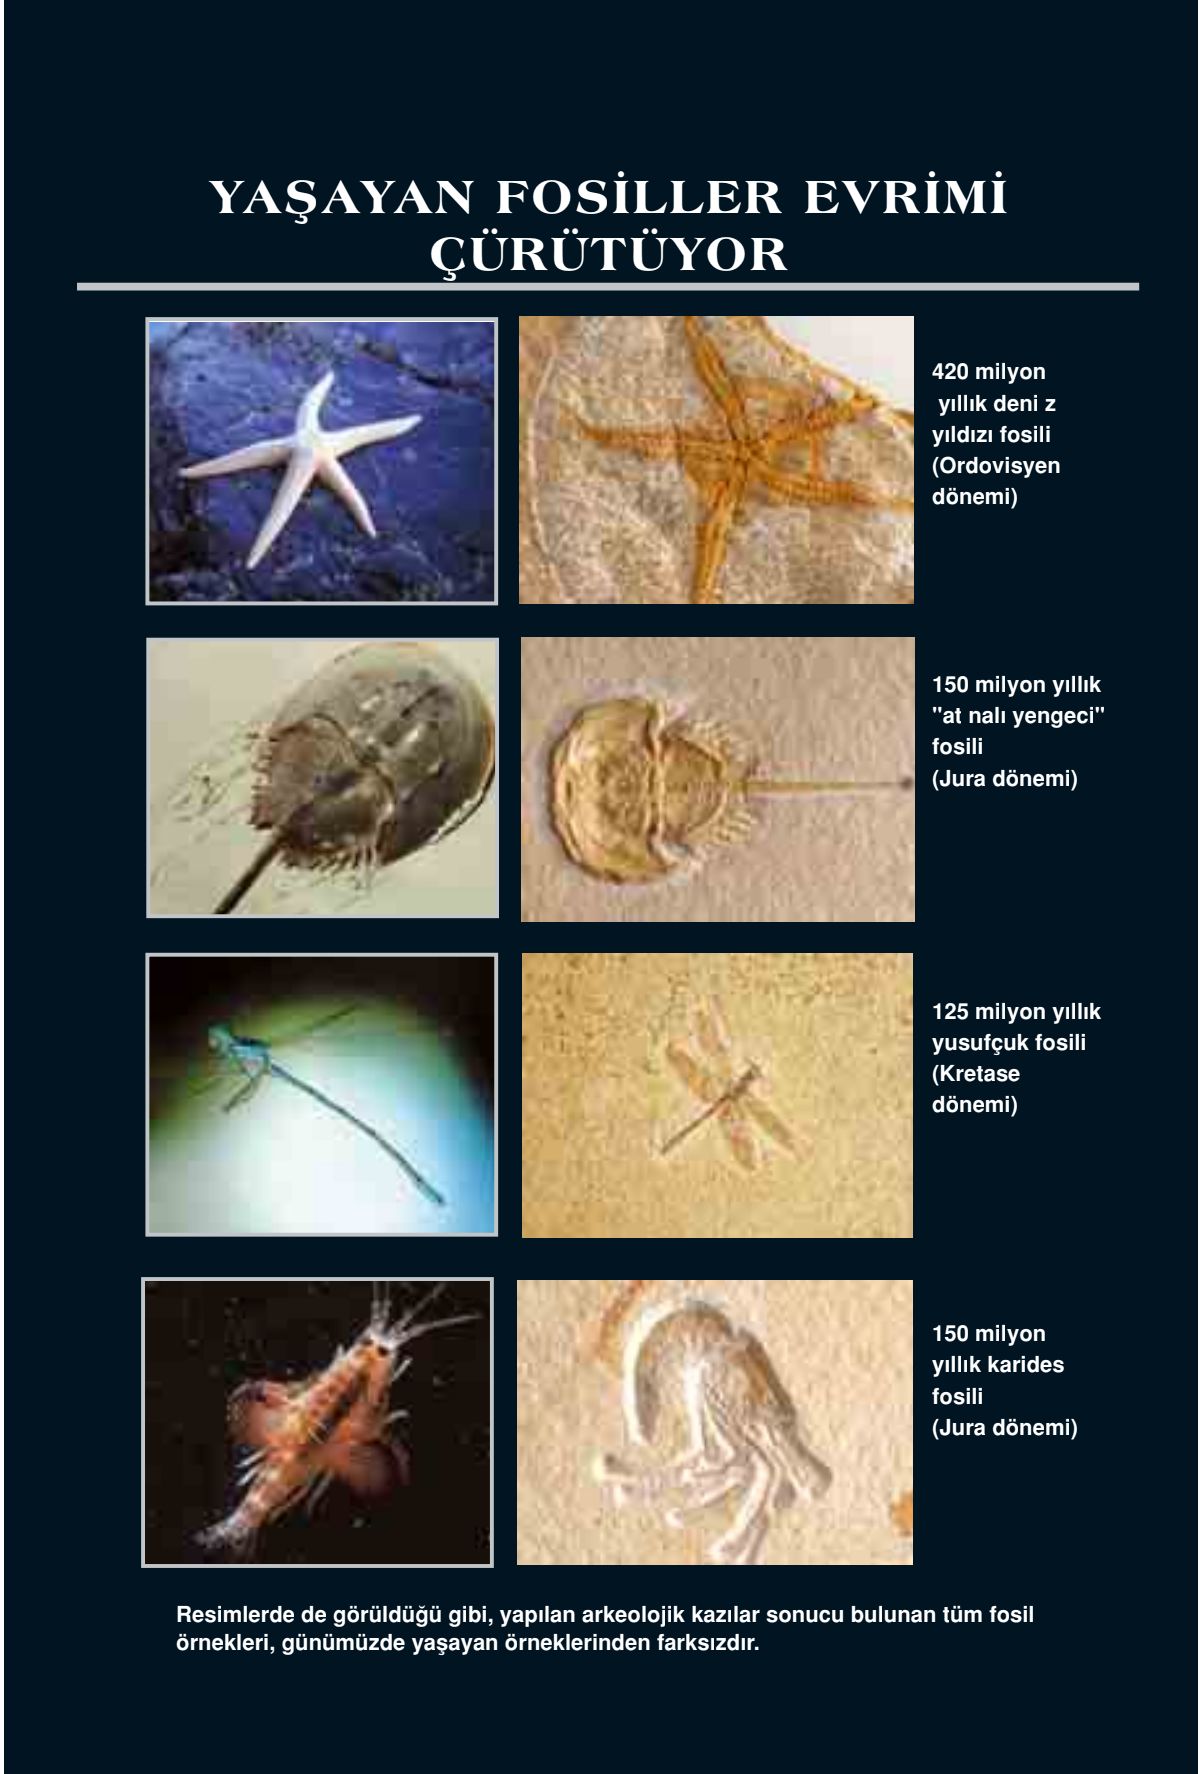 YAŞAYAN FOSİLLER EVRİMİ
ÇÜRÜTÜYOR
420 milyon
yıllık deni z
yıldızı fosili
(Ordovisyen
dönemi)
150 milyon yıllık
"at nalı yengeci"
fosili
(Jura dönemi)
125 milyon yıllık
yusufçuk fosili
(Kretase
dönemi)
150 milyon
yıllık karides
fosili
(Jura dönemi)
Resimlerde de görüldüğü gibi, yapılan arkeolojik kazılar sonucu bulunan tüm fosil
örnekleri, günümüzde yaşayan örneklerinden farksızdır.